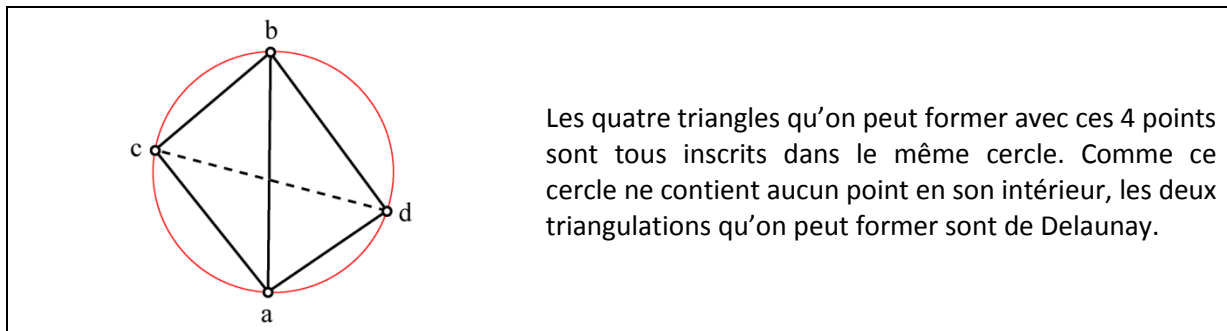 b
c
d
a
Les quatre triangles qu’on peut former avec ces 4 points
sont tous inscrits dans le même cercle. Comme ce
cercle ne contient aucun point en son intérieur, les deux
triangulations qu’on peut former sont de Delaunay.